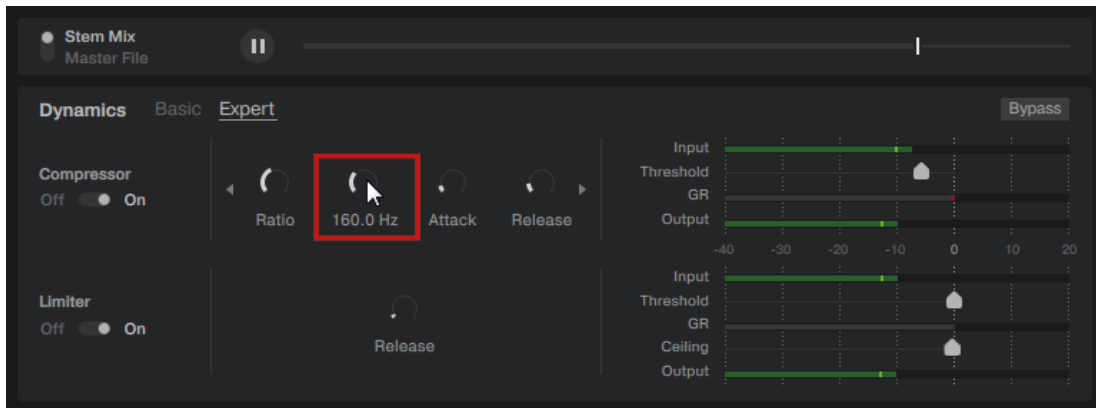 Stem Mix
Master File
Dynamics Basic Expert Bypass
Compressor
Off On
Ratio 160.0 Hz Attack Release
Input
Threshold
GR
Output
-40 -30 -20 -10 0 10 20
Limiter
Off On
Release
Input
Threshold
GR
Ceiling
Output